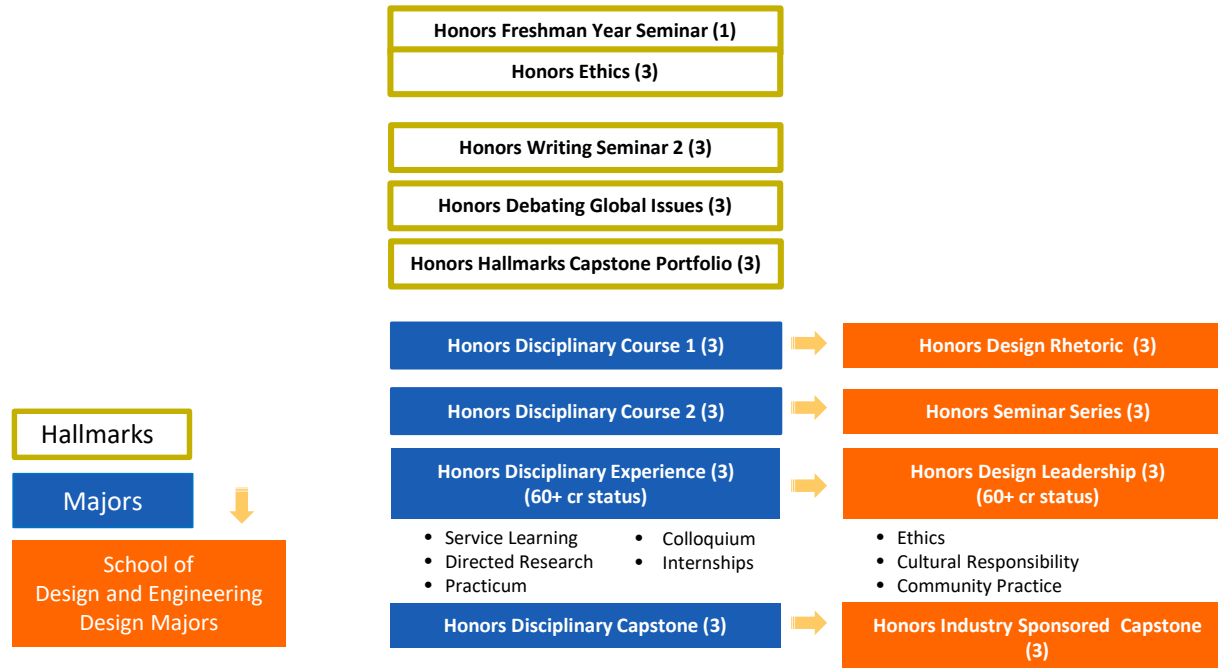 Honors Freshman Year Seminar (1)
Honors Ethics (3)
Honors Writing Seminar 2 (3)
Honors Debating Global Issues (3)
Honors Hallmarks Capstone Portfolio (3)
Honors Disciplinary Course 1 (3)
Honors Design Rhetoric (3)
Honors Disciplinary Course 2 (3)
Honors Seminar Series (3)
Honors Disciplinary Experience (3)
(60+ cr status)
Honors Design Leadership (3)
(60+ cr status)
• Service Learning
• Directed Research
• Practicum
• Colloquium
• Internships
• Ethics
• Cultural Responsibility
• Community Practice
Honors Disciplinary Capstone (3)
Honors Industry Sponsored Capstone
(3)
Hallmarks
Majors
School of
Design and Engineering
Design Majors